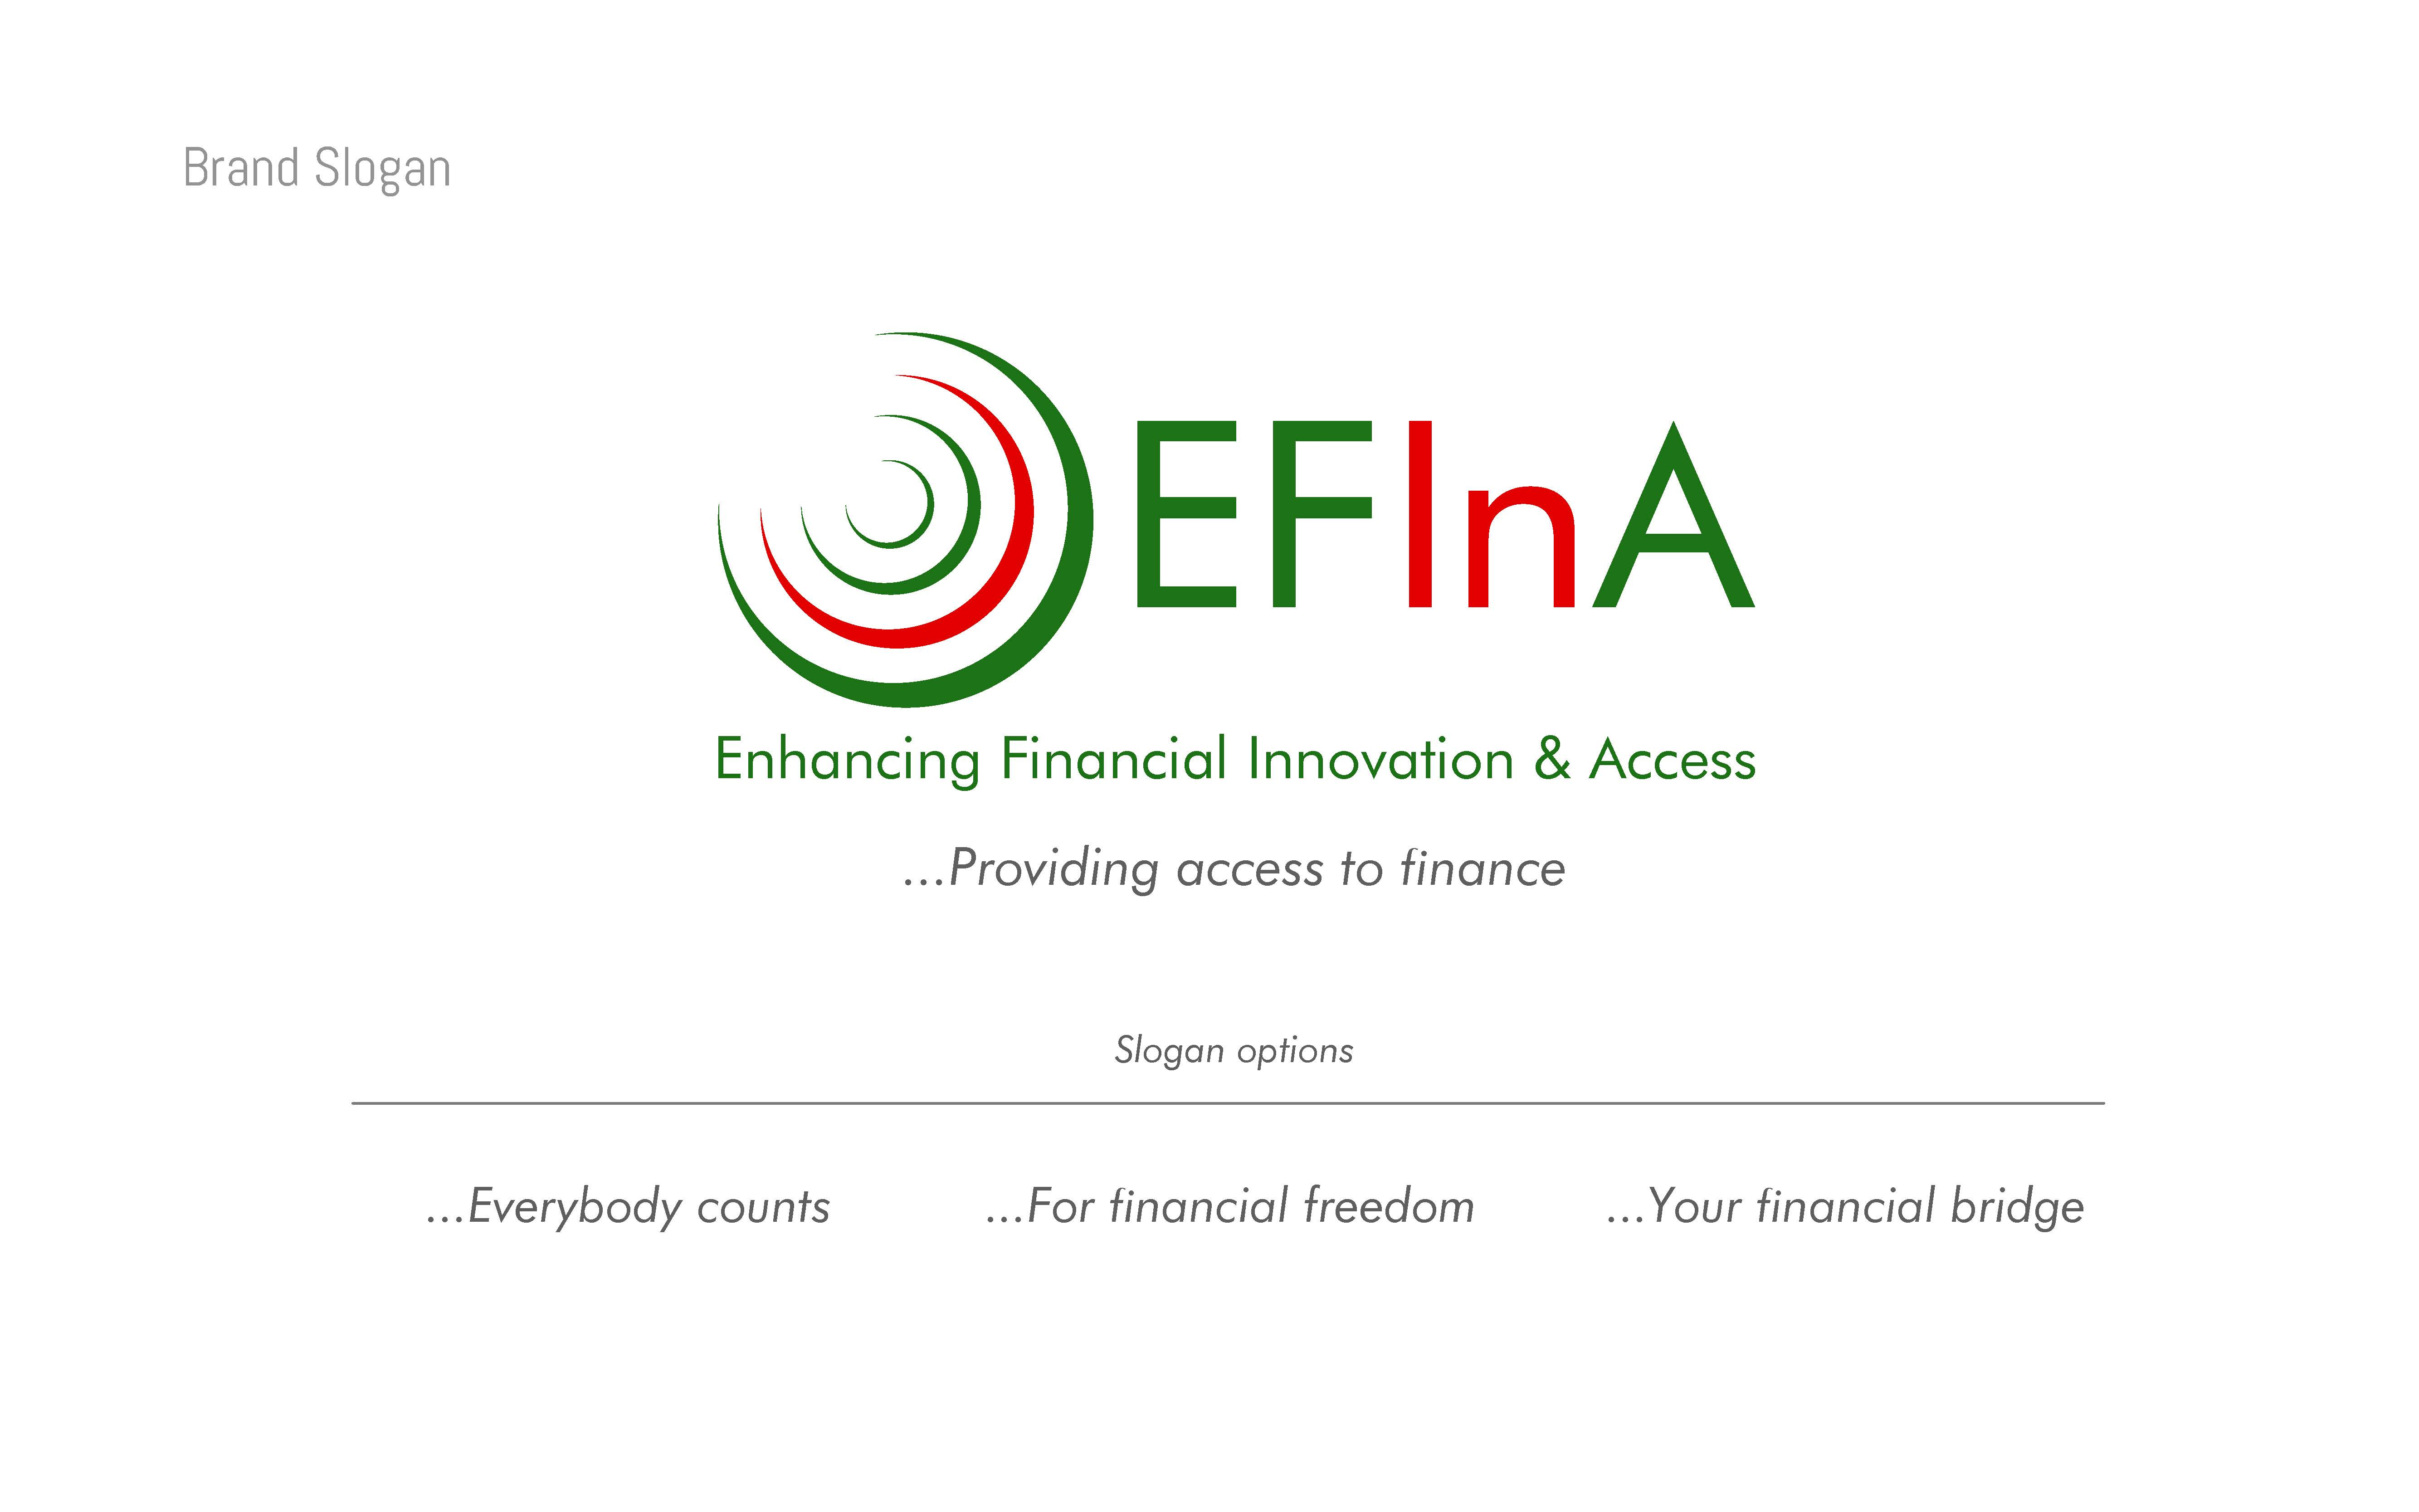 Brand Slogan
EFInA
Enhancing Financial Innovation & Access
...Providing access to finance
Slogan options
...Everybody counts
...For financial freedom
...Your financial bridge